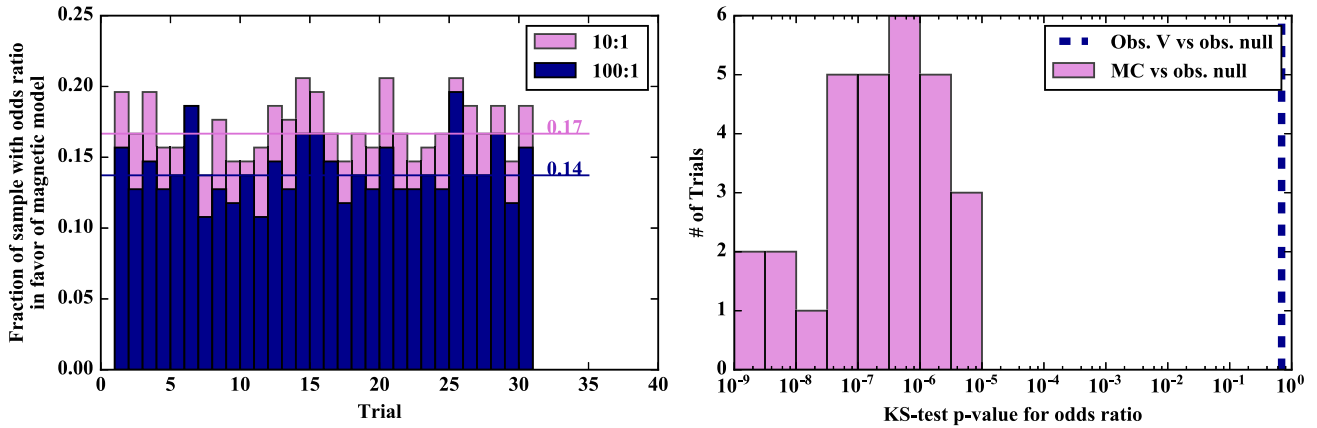 0.25
0.20
0.15
0.10
0.05
0.00
Fraction of sample with odds ratio
in favor of magnetic model
10:1
100:1
0.17
0.14
0 5 10 15 20 25 30 35 40
Trial
6
5
4
3
2
1
0
# of Trials
Obs. V vs obs. null
MC vs obs. null
10⁻⁹ 10⁻⁸ 10⁻⁷ 10⁻⁶ 10⁻⁵ 10⁻⁴ 10⁻³ 10⁻² 10⁻¹ 10⁰
KS-test p-value for odds ratio